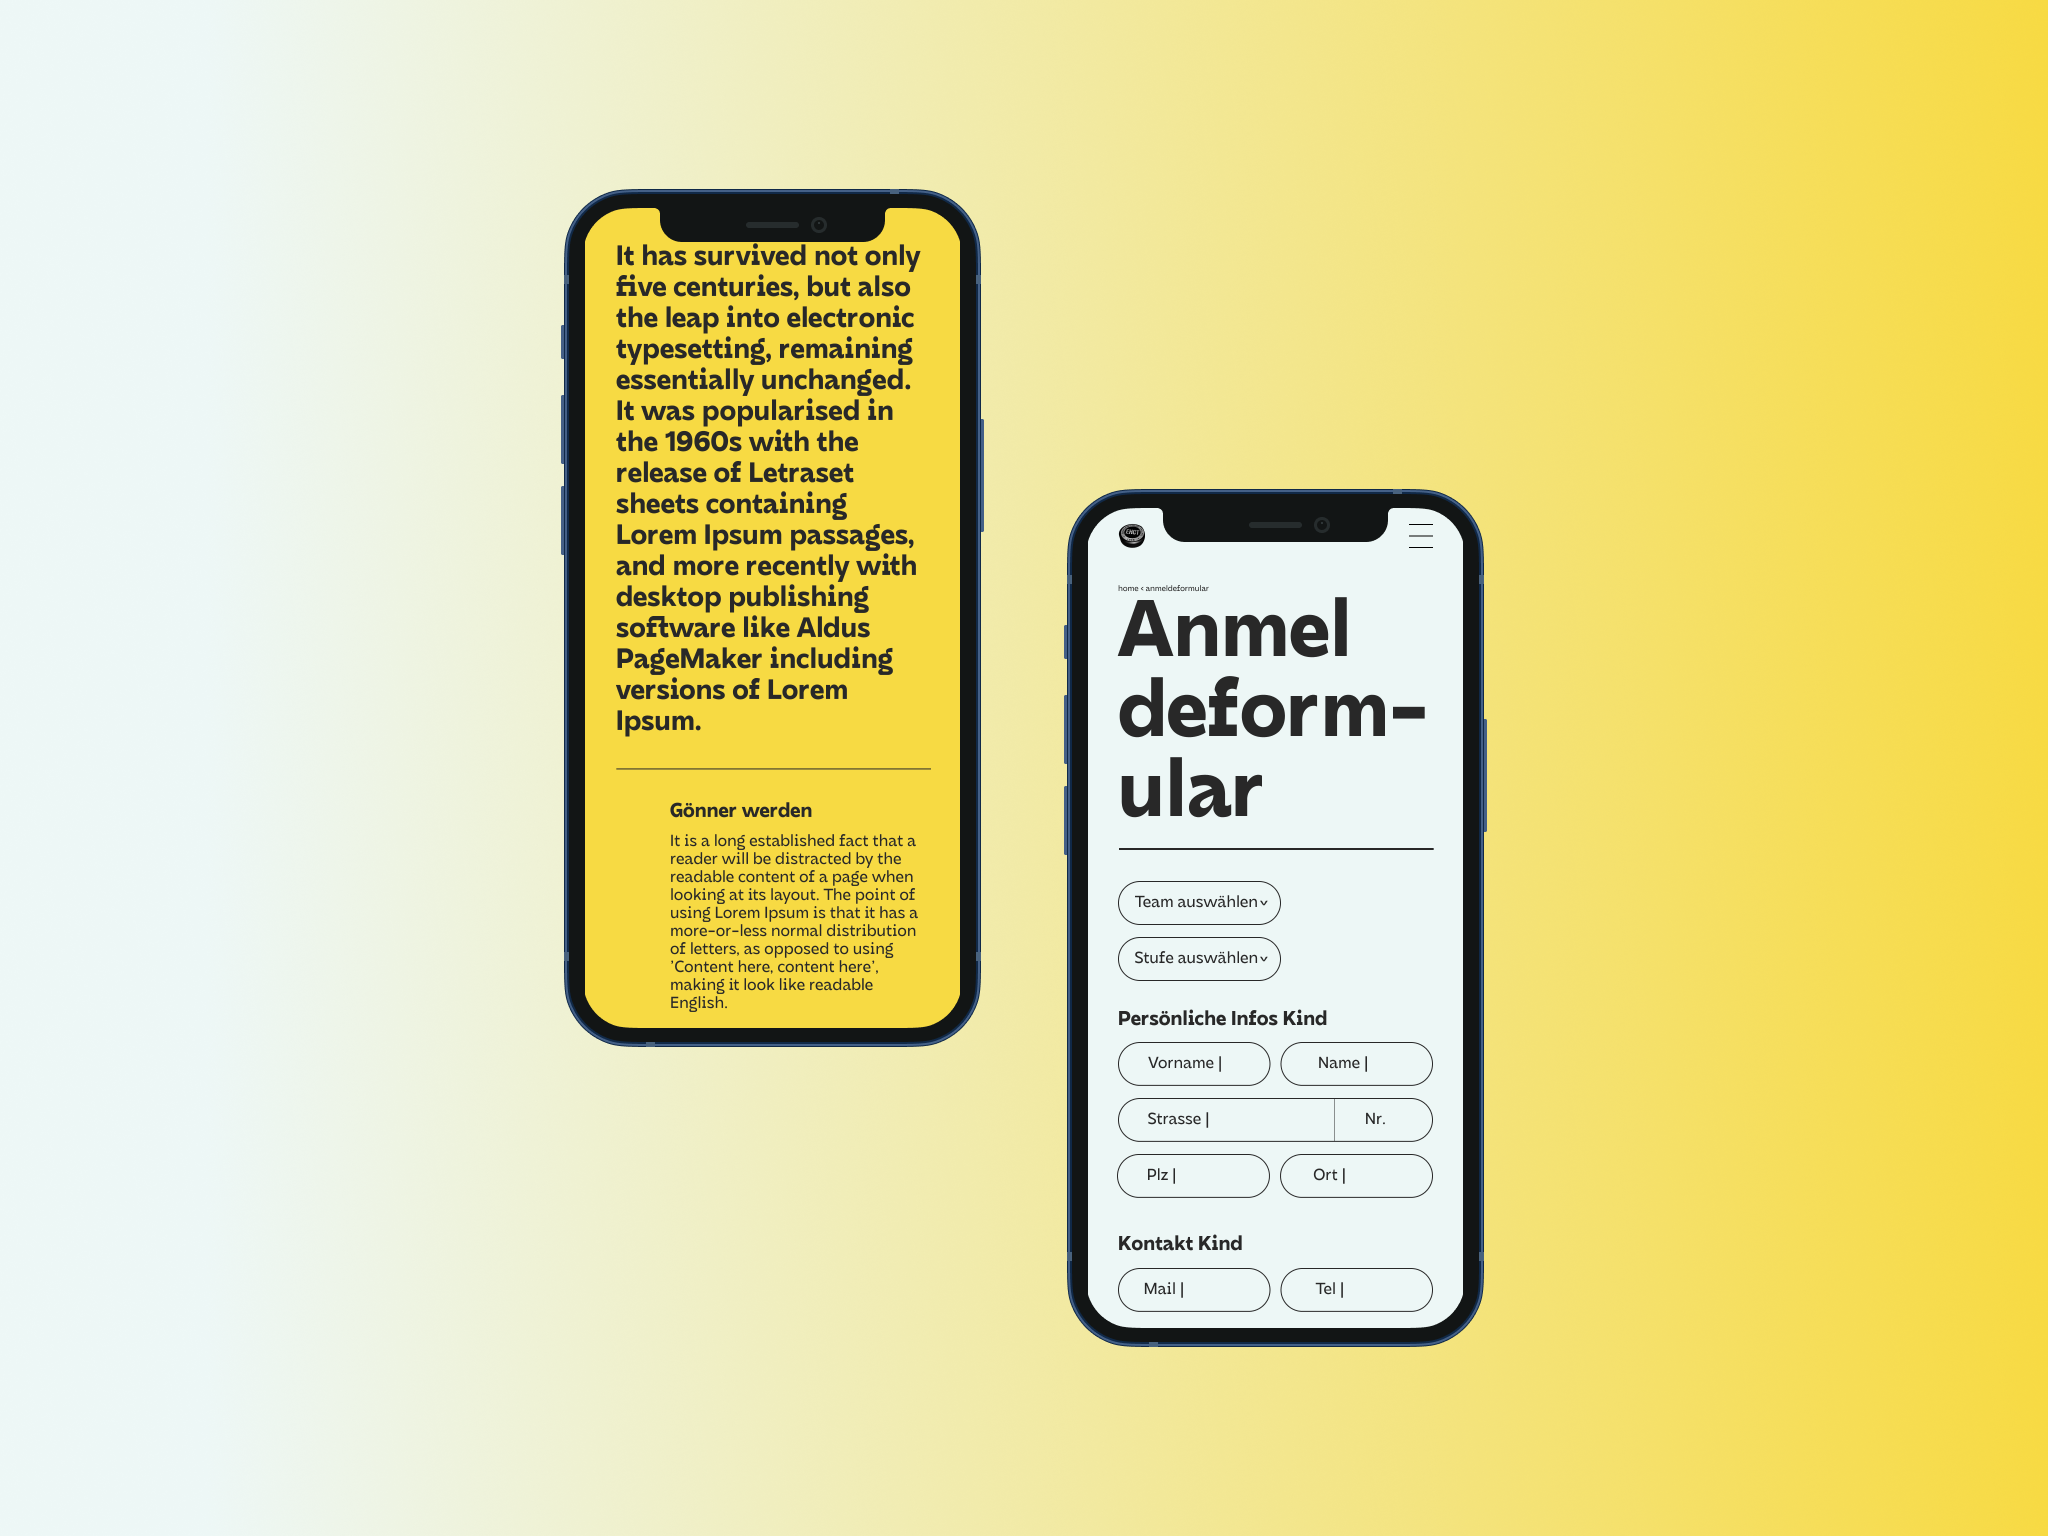 It has survived not only
five centuries, but also
the leap into electronic
typesetting, remaining
essentially unchanged.
It was popularised in
the 1960s with the
release of Letraset
sheets containing
Lorem Ipsum passages,
and more recently with
desktop publishing
software like Aldus
PageMaker including
versions of Lorem
Ipsum.
Gönner werden
It is a long established fact that a
reader will be distracted by the
readable content of a page when
looking at its layout. The point of
using Lorem Ipsum is that it has a
more-or-less normal distribution
of letters, as opposed to using
'Content here, content here',
making it look like readable
English.
home < anmeldeformular
Anmel
deform-
ular
Team auswählen
Stufe auswählen
Persönliche Infos Kind
Vorname | Name |
Strasse | Nr.
Plz | Ort |
Kontakt Kind
Mail | Tel |